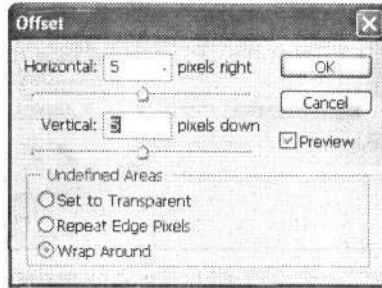 Offset
Horizontal: 5 pixels right
OK
Cancel
Vertical: 5 pixels down
Preview
Undefined Areas
Set to Transparent
Repeat Edge Pixels
Wrap Around